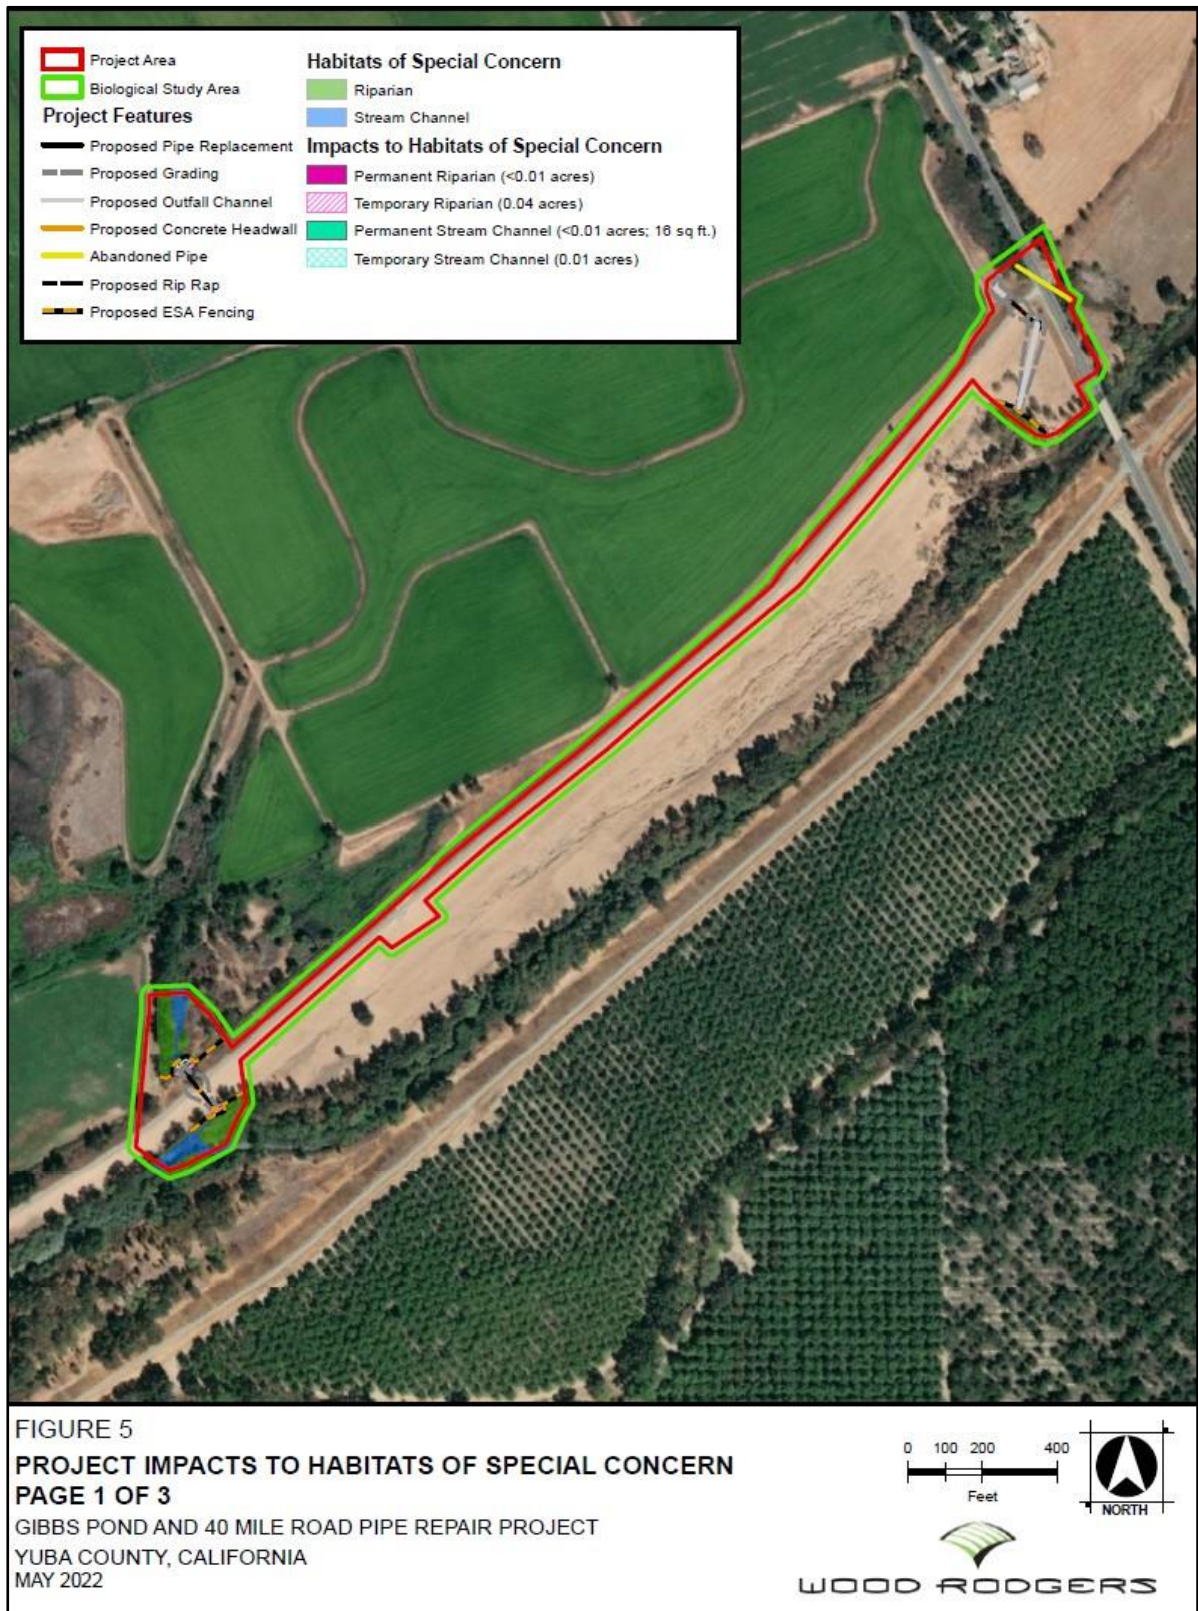 Project Area
Biological Study Area
Project Features
Proposed Pipe Replacement
Proposed Grading
Proposed Outfall Channel
Proposed Concrete Headwall
Abandoned Pipe
Proposed Rip Rap
Proposed ESA Fencing
Habitats of Special Concern
Riparian
Stream Channel
Impacts to Habitats of Special Concern
Permanent Riparian (<0.01 acres)
Temporary Riparian (0.04 acres)
Permanent Stream Channel (<0.01 acres; 16 sq ft.)
Temporary Stream Channel (0.01 acres)
FIGURE 5
PROJECT IMPACTS TO HABITATS OF SPECIAL CONCERN
PAGE 1 OF 3
GIBBS POND AND 40 MILE ROAD PIPE REPAIR PROJECT
YUBA COUNTY, CALIFORNIA
MAY 2022
0 100 200 400
Feet
NORTH
WOOD RODGERS